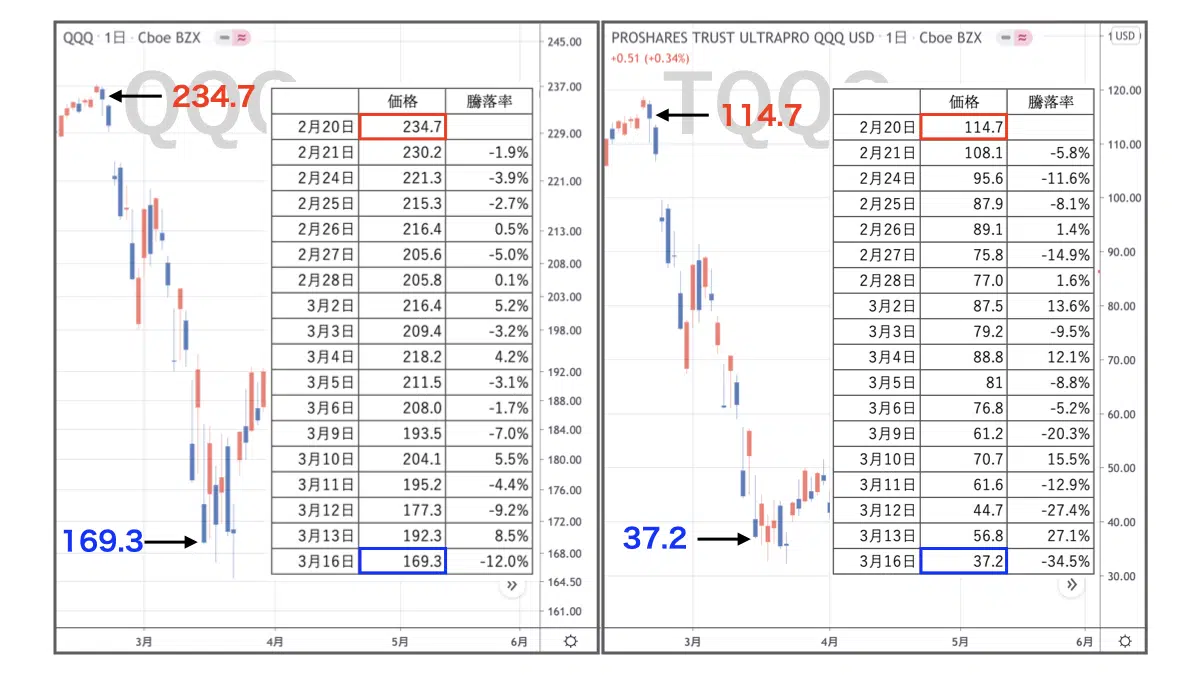 QQQ · 1日 · Cboe BZX
QQQ
245.00
237.00
229.00
221.00
213.00
208.00
203.00
198.00
192.00
188.00
184.00
180.00
176.00
172.00
168.00
164.50
161.00
234.7
169.3
価格 騰落率
2月20日 234.7
2月21日 230.2 -1.9%
2月24日 221.3 -3.9%
2月25日 215.3 -2.7%
2月26日 216.4 0.5%
2月27日 205.6 -5.0%
2月28日 205.8 0.1%
3月2日 216.4 5.2%
3月3日 209.4 -3.2%
3月4日 218.2 4.2%
3月5日 211.5 -3.1%
3月6日 208.0 -1.7%
3月9日 193.5 -7.0%
3月10日 204.1 5.5%
3月11日 195.2 -4.4%
3月12日 177.3 -9.2%
3月13日 192.3 8.5%
3月16日 169.3 -12.0%
3月 4月 5月 6月
PROSHARES TRUST ULTRAPRO QQQ USD · 1日 · Cboe BZX
+0.51 (+0.34%)
TQQQ
USD
120.00
110.00
100.00
90.00
80.00
70.00
60.00
50.00
40.00
30.00
114.7
37.2
価格 騰落率
2月20日 114.7
2月21日 108.1 -5.8%
2月24日 95.6 -11.6%
2月25日 87.9 -8.1%
2月26日 89.1 1.4%
2月27日 75.8 -14.9%
2月28日 77.0 1.6%
3月2日 87.5 13.6%
3月3日 79.2 -9.5%
3月4日 88.8 12.1%
3月5日 81 -8.8%
3月6日 76.8 -5.2%
3月9日 61.2 -20.3%
3月10日 70.7 15.5%
3月11日 61.6 -12.9%
3月12日 44.7 -27.4%
3月13日 56.8 27.1%
3月16日 37.2 -34.5%
3月 4月 5月 6月